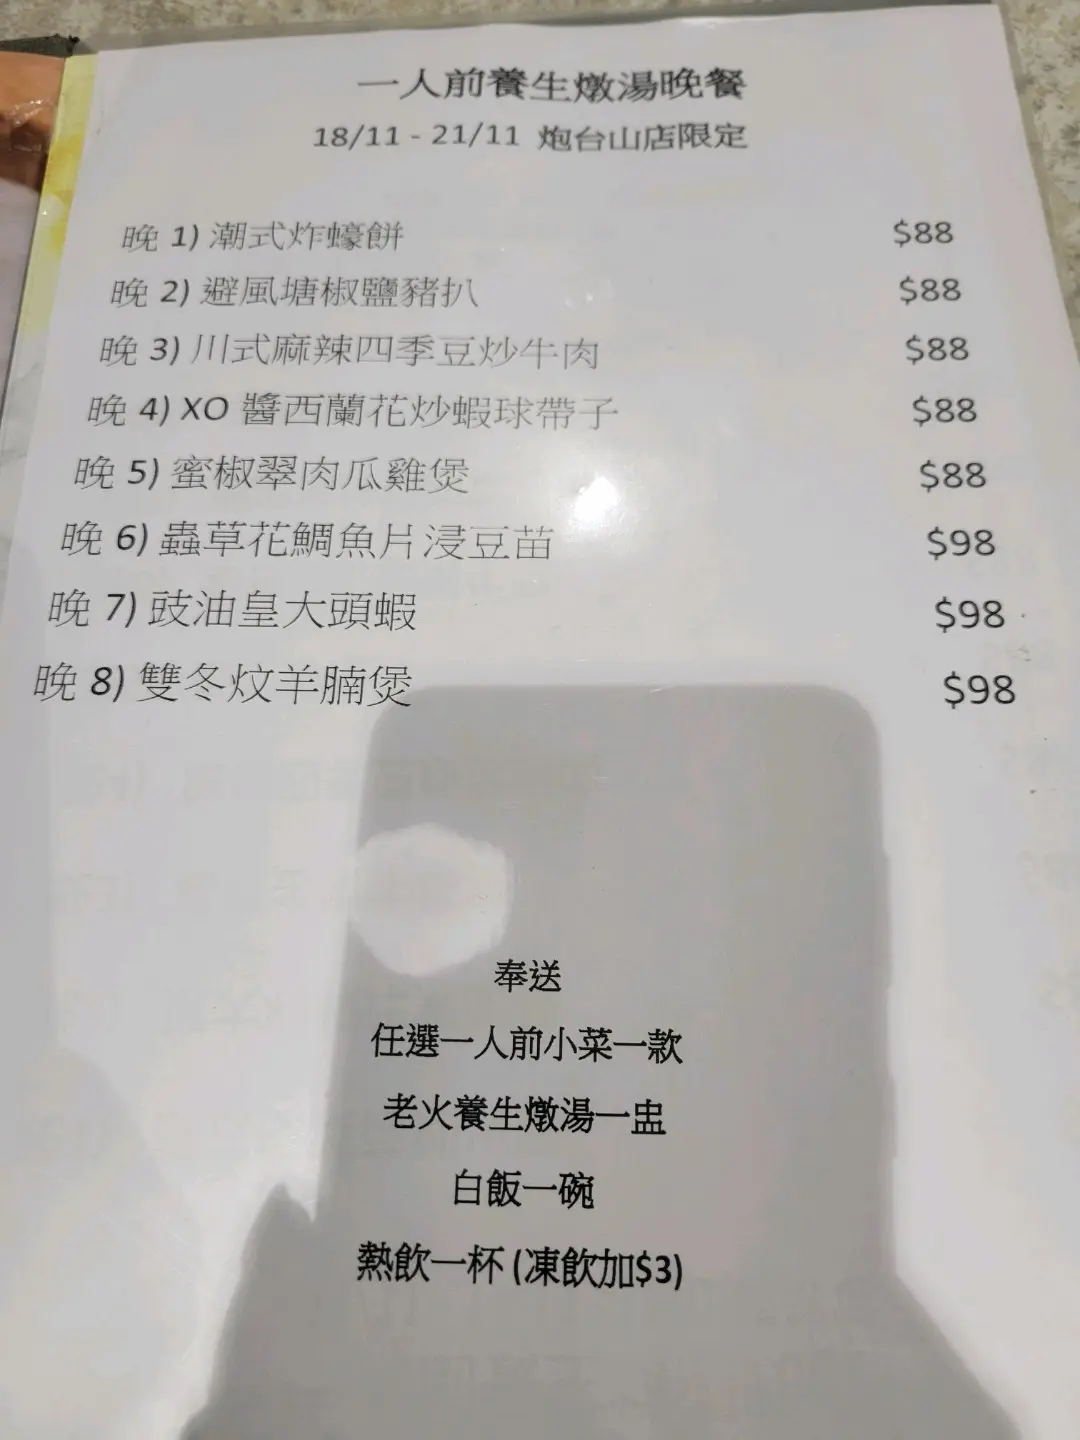 一人前養生燉湯晚餐
18/11 - 21/11 炮台山店限定
晚 1) 潮式炸蠔餅 $88
晚 2) 避風塘椒鹽豬扒 $88
晚 3) 川式麻辣四季豆炒牛肉 $88
晚 4) XO 醬西蘭花炒蝦球帶子 $88
晚 5) 蜜椒翠肉瓜雞煲 $88
晚 6) 蟲草花鯛魚片浸豆苗 $98
晚 7) 豉油皇大頭蝦 $98
晚 8) 雙冬炆羊腩煲 $98
奉送
任選一人前小菜一款
老火養生燉湯一盅
白飯一碗
熱飲一杯 (凍飲加$3)